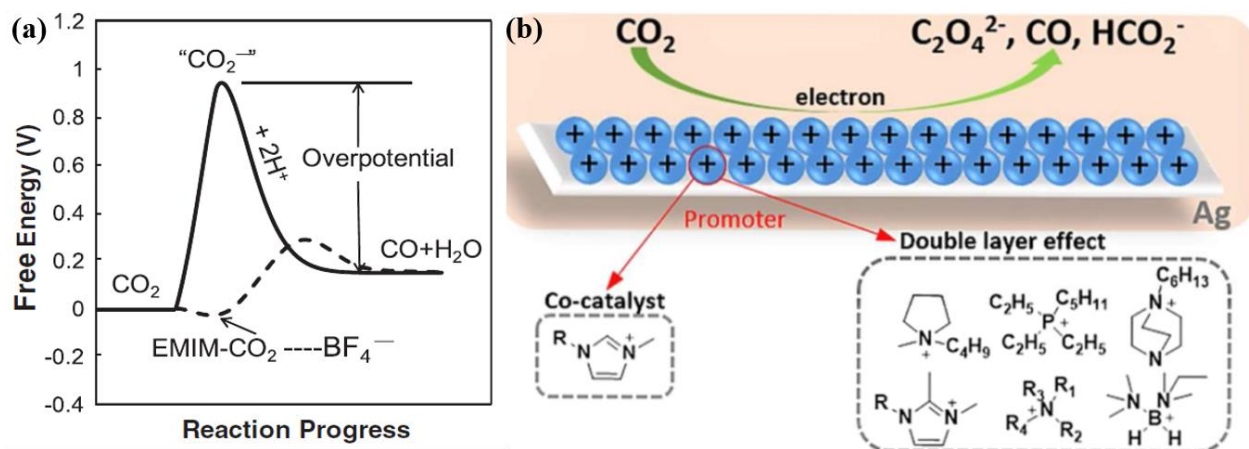 (a)
1.2
1
0.8
0.6
0.4
0.2
0
-0.2
-0.4
Free Energy (V)
Reaction Progress
“CO₂⁻”
+ 2H⁺
Overpotential
CO₂
CO+H₂O
EMIM-CO₂ ----BF₄⁻
(b)
CO₂
C₂O₄²⁻, CO, HCO₂⁻
electron
+ + + + + + + + + + + + + + + +
+ + + + + + + + + + + + + + + +
Ag
Promoter
Double layer effect
Co-catalyst
R N N +
N + C₄H₉
C₂H₅ C₅H₁₁
P +
C₂H₅ C₂H₅
C₆H₁₃
N +
N
R N N +
R₃ R₁
N +
R₄ R₂
N N +
B
H H